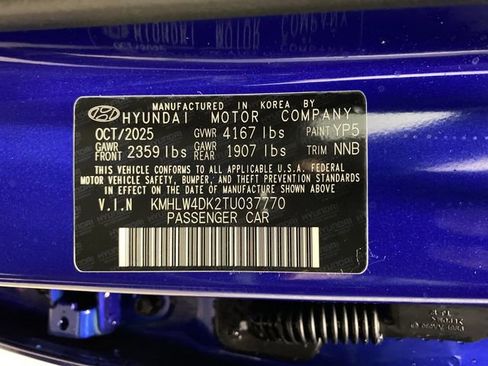 MANUFACTURED IN KOREA BY
HYUNDAI MOTOR COMPANY
OCT/2025 GVWR 4167 lbs PAINT YP5
GAWR FRONT 2359 lbs GAWR REAR 1907 lbs TRIM NNB
THIS VEHICLE CONFORMS TO ALL APPLICABLE U.S.A. FEDERAL
MOTOR VEHICLE SAFETY, BUMPER, AND THEFT PREVENTION STANDARDS
IN EFFECT ON THE DATE OF MANUFACTURE SHOWN ABOVE.
V.I.N KMHLW4DK2TU037770
PASSENGER CAR